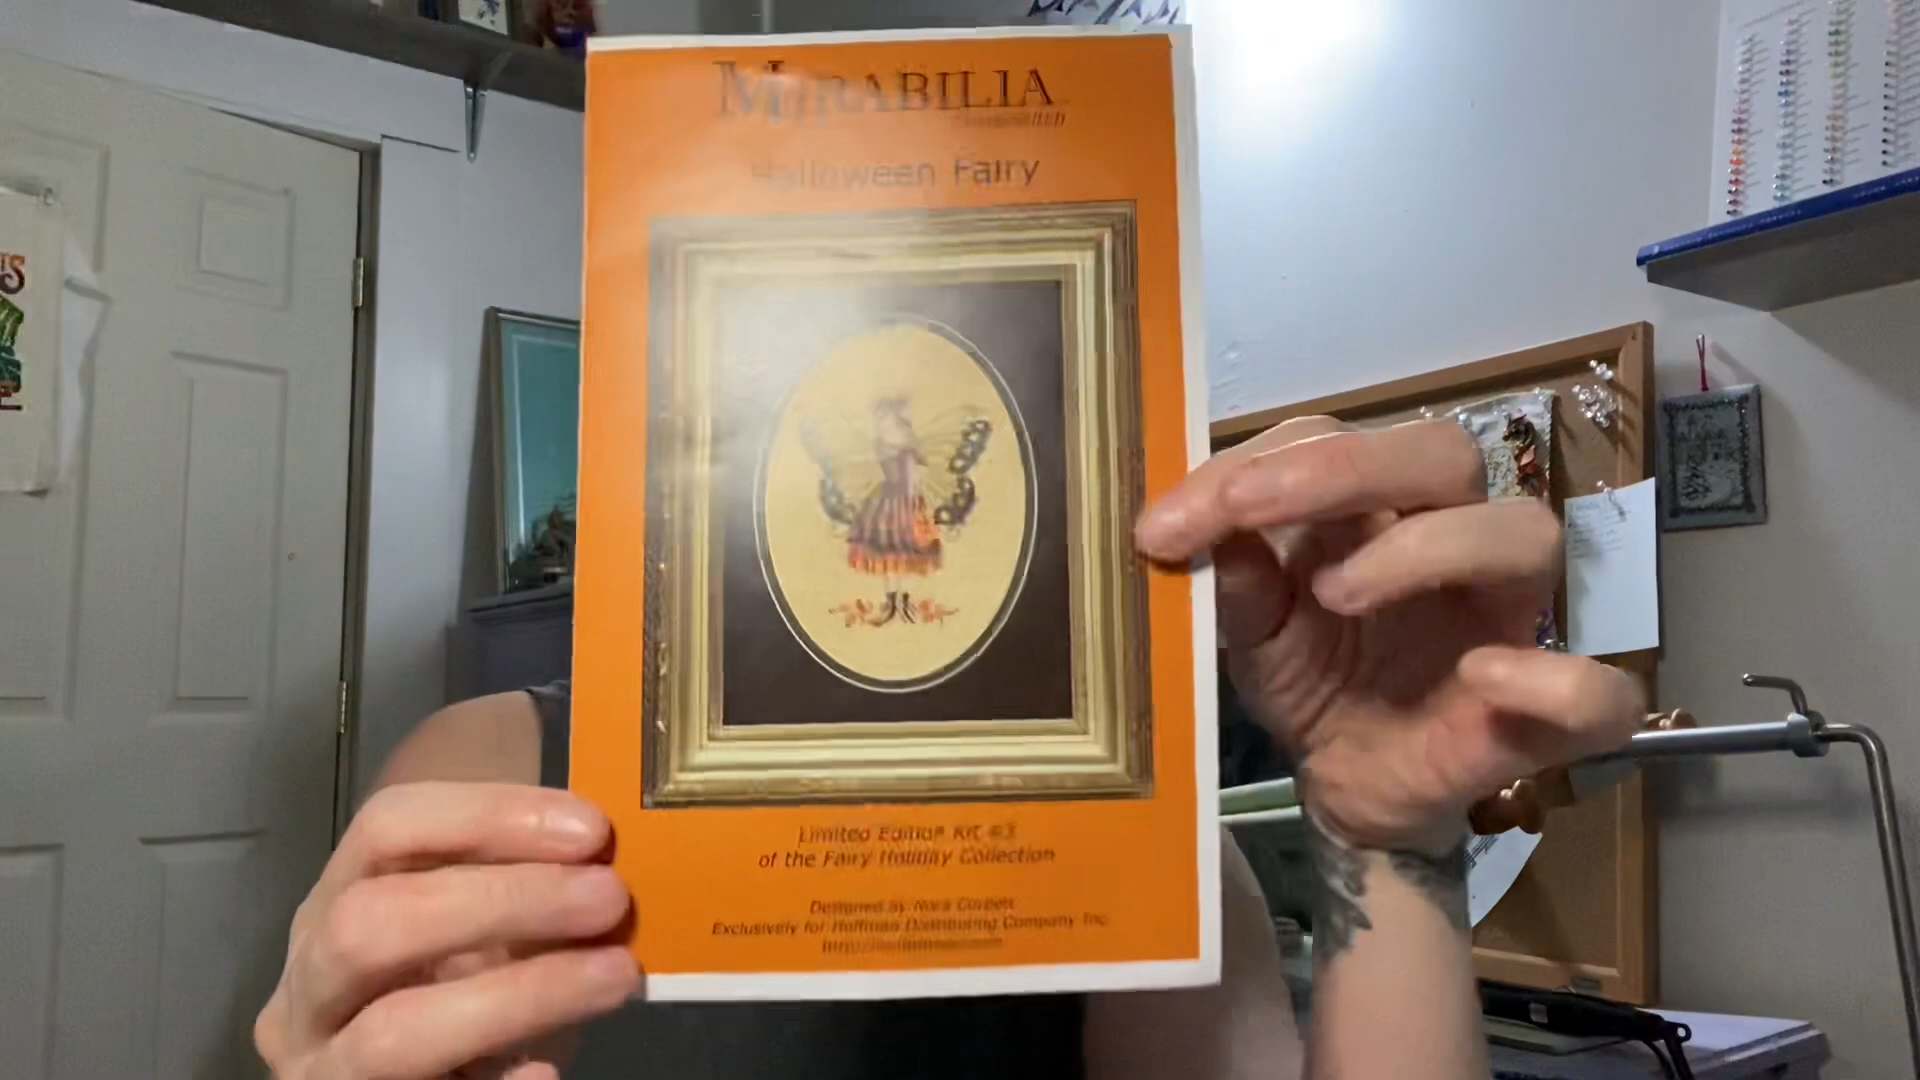 MIRABILIA
Halloween Fairy
Limited Edition Kit #3
of the Fairy Holiday Collection
Designed by Nora Corbett
Exclusively for Hoffman Distributing Company Inc.